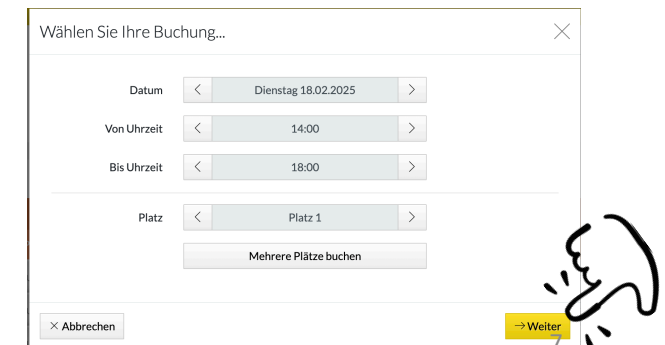 Wählen Sie Ihre Buchung...
Datum < Dienstag 18.02.2025 >
Von Uhrzeit < 14:00 >
Bis Uhrzeit < 18:00 >
Platz < Platz 1 >
Mehrere Plätze buchen
× Abbrechen
→ Weiter
7